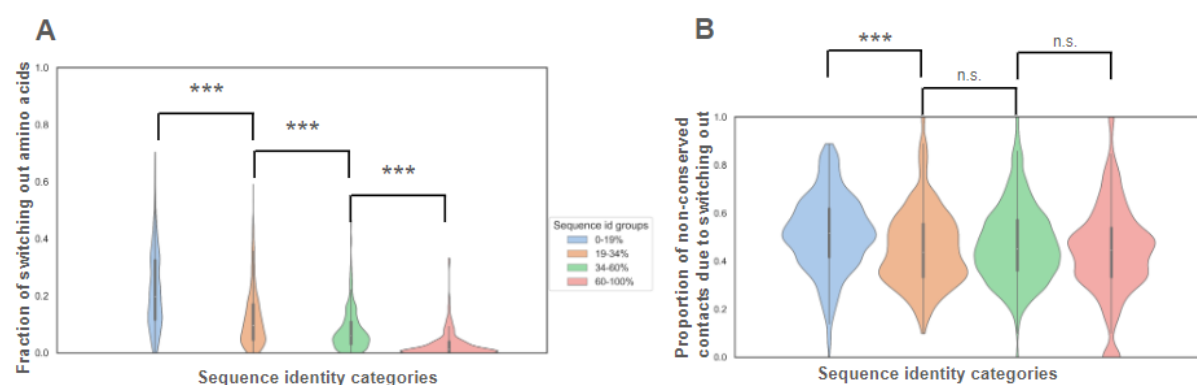 A
Fraction of switching out amino acids
1.0
0.8
0.6
0.4
0.2
0.0
***
***
***
Sequence identity categories
Sequence id groups
0-19%
19-34%
34-60%
60-100%
B
Proportion of non-conserved
contacts due to switching out
1.0
0.8
0.6
0.4
0.2
0.0
***
n.s.
n.s.
Sequence identity categories